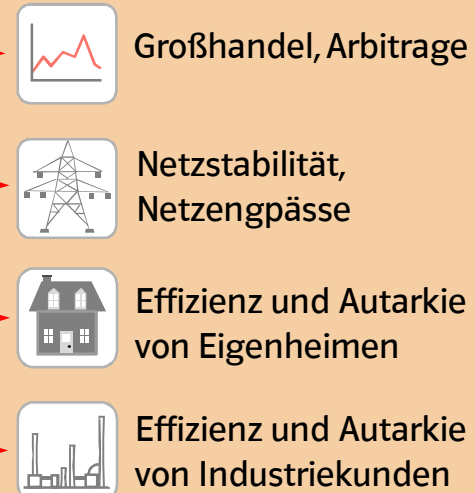 Großhandel, Arbitrage
Netzstabilität,
Netzengpässe
Effizienz und Autarkie
von Eigenheimen
Effizienz und Autarkie
von Industriekunden